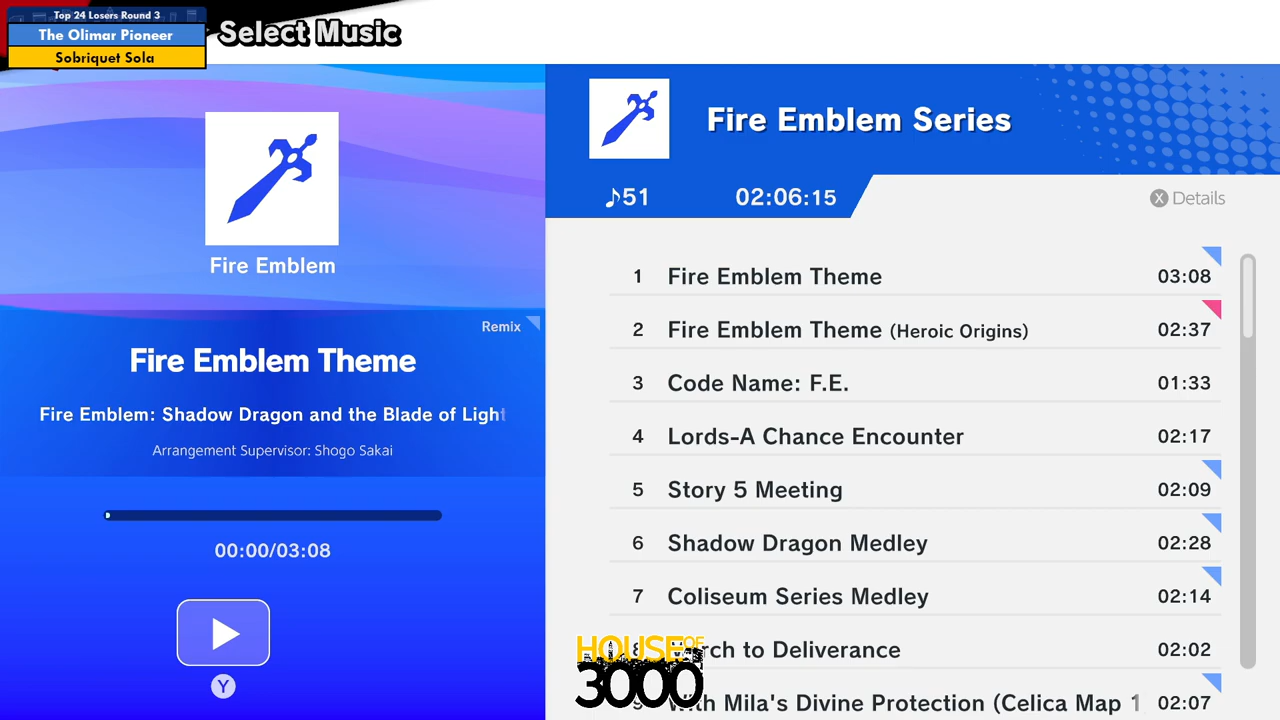 Top 24 Losers Round 3
The Olimar Pioneer
Sobriquet Sola
Select Music
Fire Emblem
Remix
Fire Emblem Theme
Fire Emblem: Shadow Dragon and the Blade of Light
Arrangement Supervisor: Shogo Sakai
00:00/03:08
Y
Fire Emblem Series
♪51 02:06:15
X Details
1 Fire Emblem Theme 03:08
2 Fire Emblem Theme (Heroic Origins) 02:37
3 Code Name: F.E. 01:33
4 Lords-A Chance Encounter 02:17
5 Story 5 Meeting 02:09
6 Shadow Dragon Medley 02:28
7 Coliseum Series Medley 02:14
8 March to Deliverance 02:02
9 With Mila's Divine Protection (Celica Map 1 02:07
HOUSE OF
3000